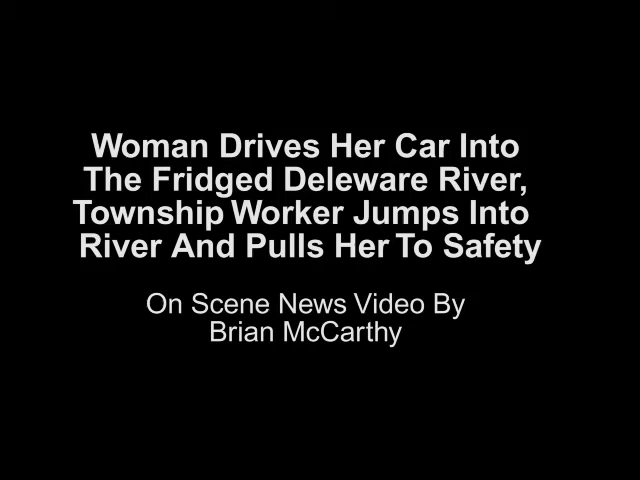 Woman Drives Her Car Into
The Fridged Deleware River,
Township Worker Jumps Into
River And Pulls Her To Safety
On Scene News Video By
Brian McCarthy